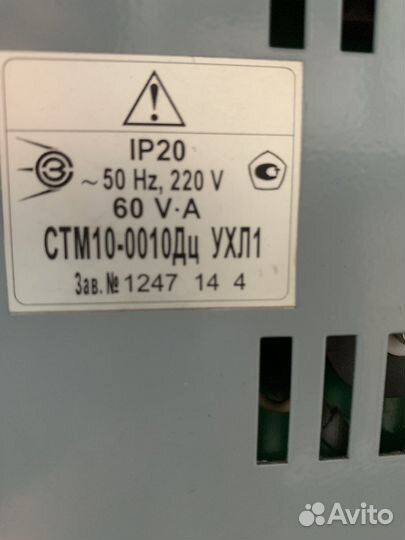 IP20
~ 50 Hz, 220 V
60 V·A
СТМ10-0010Дц УХЛ1
Зав.№ 1247 14 4
Avito